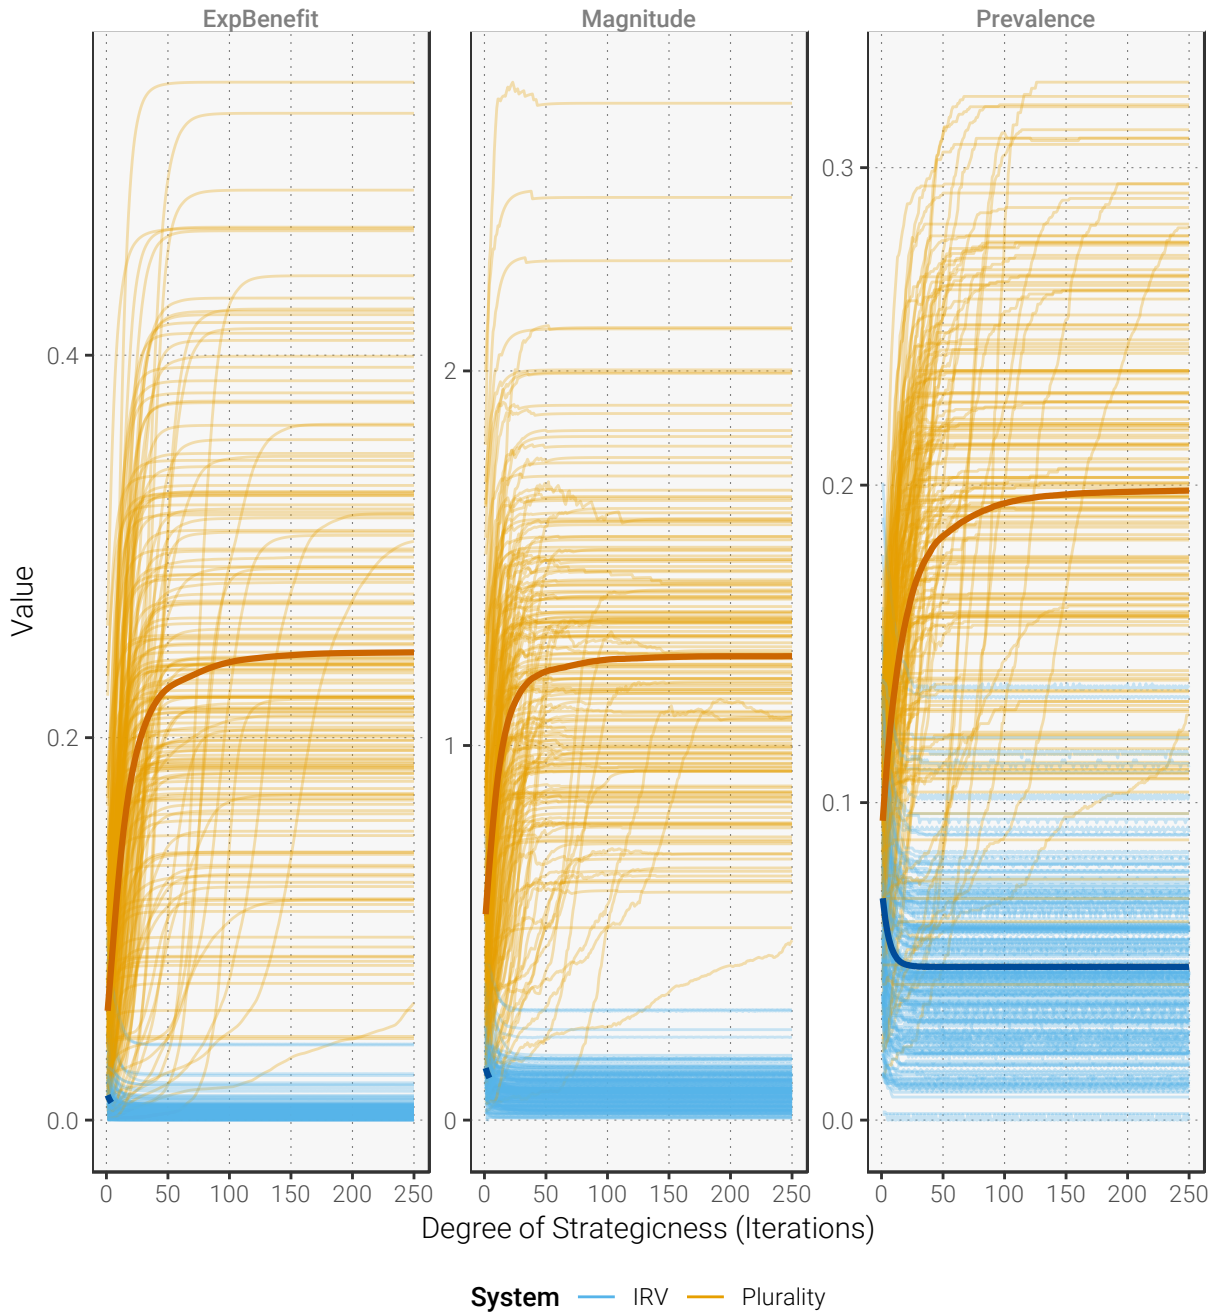 ExpBenefit Magnitude Prevalence
0.4
0.2
0.0
2
1
0
0.3
0.2
0.1
0.0
Value
0 50 100 150 200 250 0 50 100 150 200 250 0 50 100 150 200 250
Degree of Strategicness (Iterations)
System IRV Plurality